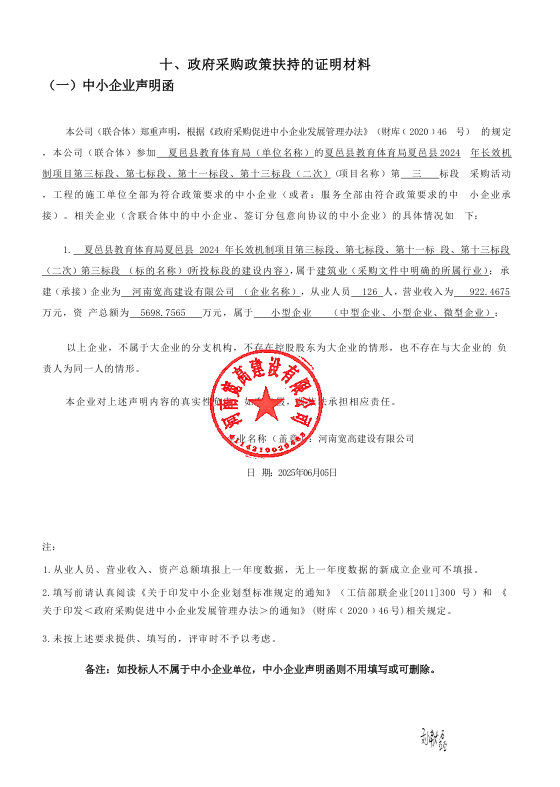 十、政府采购政策扶持的证明材料
（一）中小企业声明函
本公司（联合体）郑重声明，根据《政府采购促进中小企业发展管理办法》（财库﹝2020﹞46 号） 的规定
，本公司（联合体）参加 夏邑县教育体育局（单位名称）的夏邑县教育体育局夏邑县 2024 年长效机
制项目第三标段、第七标段、第十一标段、第十三标段（二次）（项目名称）第 三 标段 采购活动
，工程的施工单位全部为符合政策要求的中小企业（或者：服务全部由符合政策要求的中 小企业承
接）。相关企业（含联合体中的中小企业、签订分包意向协议的中小企业）的具体情况如 下：
1. 夏邑县教育体育局夏邑县 2024 年长效机制项目第三标段、第七标段、第十一标 段、第十三标段
（二次）第三标段 （标的名称）（所投标段的建设内容），属于建筑业（采购文件中明确的所属行业）； 承
建（承接）企业为 河南宽高建设有限公司 （企业名称），从业人员 126 人，营业收入为 922.4675
万元，资 产总额为 5698.7565 万元，属于 小型企业 （中型企业、小型企业、微型企业）；
以上企业，不属于大企业的分支机构，不存在控股股东为大企业的情形，也不存在与大企业的 负
责人为同一人的情形。
本企业对上述声明内容的真实性负责。如有虚假，将依法承担相应责任。
河南宽高建设有限公司
企业名称（盖章）：河南宽高建设有限公司
日 期：2025年06月05日
注：
1.从业人员、营业收入、资产总额填报上一年度数据，无上一年度数据的新成立企业可不填报。
2.填写前请认真阅读《关于印发中小企业划型标准规定的通知》（工信部联企业[2011]300 号）和 《
关于印发＜政府采购促进中小企业发展管理办法＞的通知》(财库﹝2020﹞46号)相关规定。
3.未按上述要求提供、填写的，评审时不予以考虑。
备注：如投标人不属于中小企业单位，中小企业声明函则不用填写或可删除。